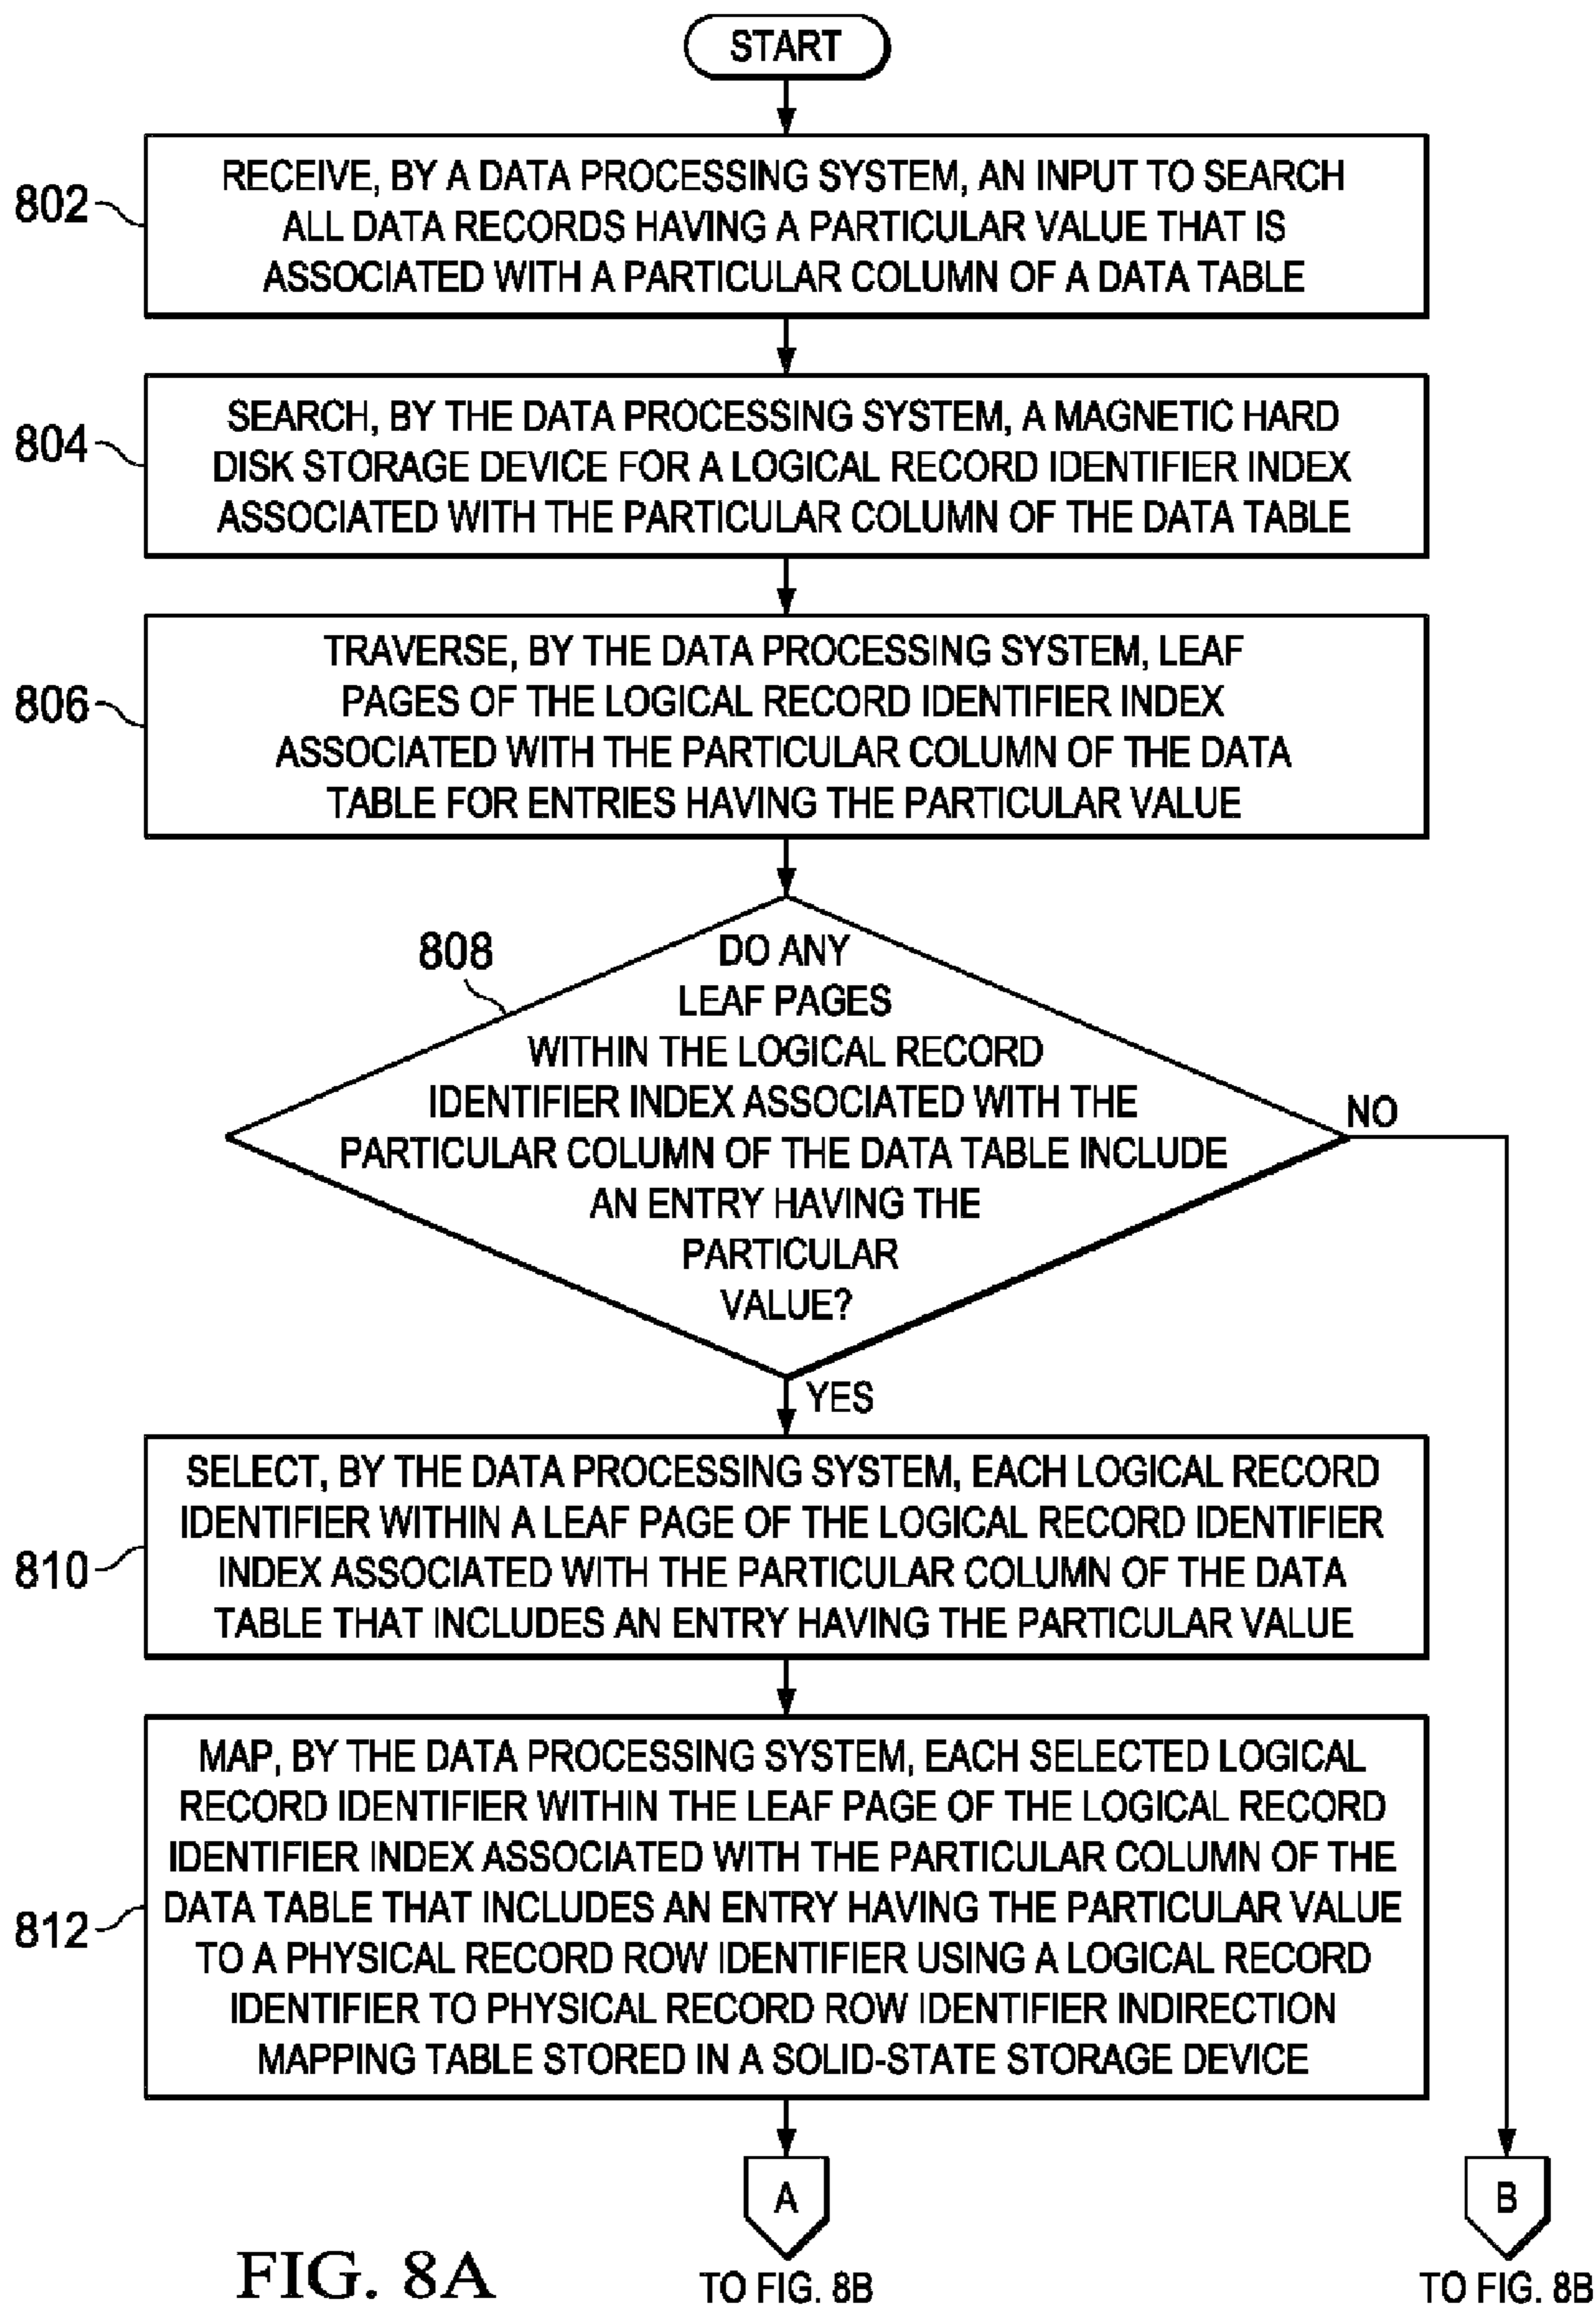 START
802
RECEIVE, BY A DATA PROCESSING SYSTEM, AN INPUT TO SEARCH
ALL DATA RECORDS HAVING A PARTICULAR VALUE THAT IS
ASSOCIATED WITH A PARTICULAR COLUMN OF A DATA TABLE
804
SEARCH, BY THE DATA PROCESSING SYSTEM, A MAGNETIC HARD
DISK STORAGE DEVICE FOR A LOGICAL RECORD IDENTIFIER INDEX
ASSOCIATED WITH THE PARTICULAR COLUMN OF THE DATA TABLE
806
TRAVERSE, BY THE DATA PROCESSING SYSTEM, LEAF
PAGES OF THE LOGICAL RECORD IDENTIFIER INDEX
ASSOCIATED WITH THE PARTICULAR COLUMN OF THE DATA
TABLE FOR ENTRIES HAVING THE PARTICULAR VALUE
808
DO ANY
LEAF PAGES
WITHIN THE LOGICAL RECORD
IDENTIFIER INDEX ASSOCIATED WITH THE
PARTICULAR COLUMN OF THE DATA TABLE INCLUDE
AN ENTRY HAVING THE
PARTICULAR
VALUE?
NO
YES
810
SELECT, BY THE DATA PROCESSING SYSTEM, EACH LOGICAL RECORD
IDENTIFIER WITHIN A LEAF PAGE OF THE LOGICAL RECORD IDENTIFIER
INDEX ASSOCIATED WITH THE PARTICULAR COLUMN OF THE DATA
TABLE THAT INCLUDES AN ENTRY HAVING THE PARTICULAR VALUE
812
MAP, BY THE DATA PROCESSING SYSTEM, EACH SELECTED LOGICAL
RECORD IDENTIFIER WITHIN THE LEAF PAGE OF THE LOGICAL RECORD
IDENTIFIER INDEX ASSOCIATED WITH THE PARTICULAR COLUMN OF THE
DATA TABLE THAT INCLUDES AN ENTRY HAVING THE PARTICULAR VALUE
TO A PHYSICAL RECORD ROW IDENTIFIER USING A LOGICAL RECORD
IDENTIFIER TO PHYSICAL RECORD ROW IDENTIFIER INDIRECTION
MAPPING TABLE STORED IN A SOLID-STATE STORAGE DEVICE
A
B
FIG. 8A
TO FIG. 8B
TO FIG. 8B